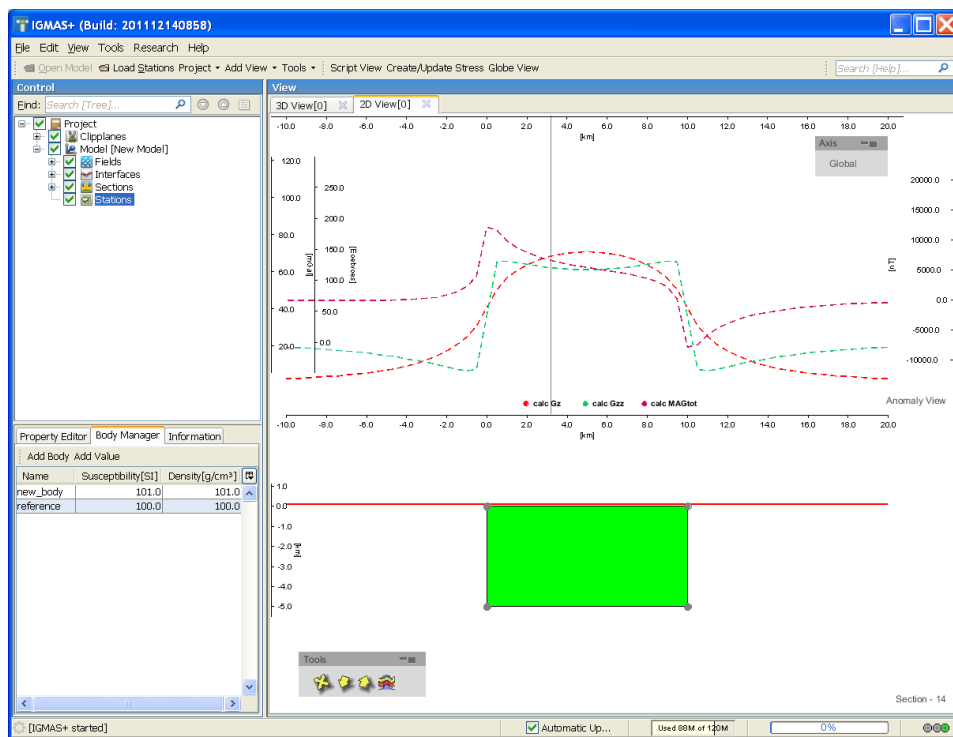 IGMAS+ (Build: 201112140858)
File Edit View Tools Research Help
Open Model Load Stations Project Add View Tools Script View Create/Update Stress Globe View Search [Help]...
Control
Find: Search [Tree]...
Project
Clipplanes
Model [New Model]
Fields
Interfaces
Sections
Stations
Property Editor Body Manager Information
Add Body Add Value
Name Susceptibility[SI] Density[g/cm³]
new_body 101.0 101.0
reference 100.0 100.0
View
3D View[0] 2D View[0]
-10.0 -8.0 -6.0 -4.0 -2.0 0.0 2.0 4.0 6.0 8.0 10.0 12.0 14.0 16.0 18.0 20.0
[km]
Axis
Global
120.0
80.0
60.0
40.0
20.0
[mGal]
250.0
200.0
150.0
100.0
50.0
0.0
[Eoetvoes]
20000.0
15000.0
10000.0
5000.0
0.0
-5000.0
-10000.0
[nT]
calc Gz calc Gzz calc MAGtot
Anomaly View
-10.0 -8.0 -6.0 -4.0 -2.0 0.0 2.0 4.0 6.0 8.0 10.0 12.0 14.0 16.0 18.0 20.0
[km]
1.0
0.0
-1.0
-2.0
-3.0
-4.0
-5.0
[km]
Tools
Section - 14
[IGMAS+ started] Automatic Up... Used 88M of 120M 0%